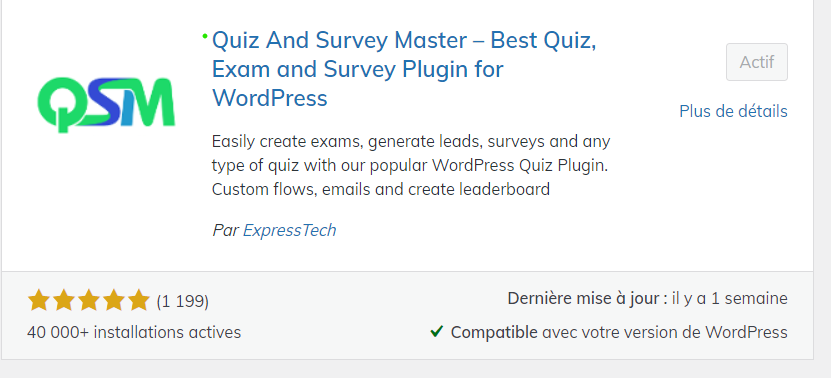 QSM
Quiz And Survey Master – Best Quiz,
Exam and Survey Plugin for
WordPress
Actif
Plus de détails
Easily create exams, generate leads, surveys and any
type of quiz with our popular WordPress Quiz Plugin.
Custom flows, emails and create leaderboard
Par ExpressTech
(1 199)
40 000+ installations actives
Dernière mise à jour : il y a 1 semaine
Compatible avec votre version de WordPress